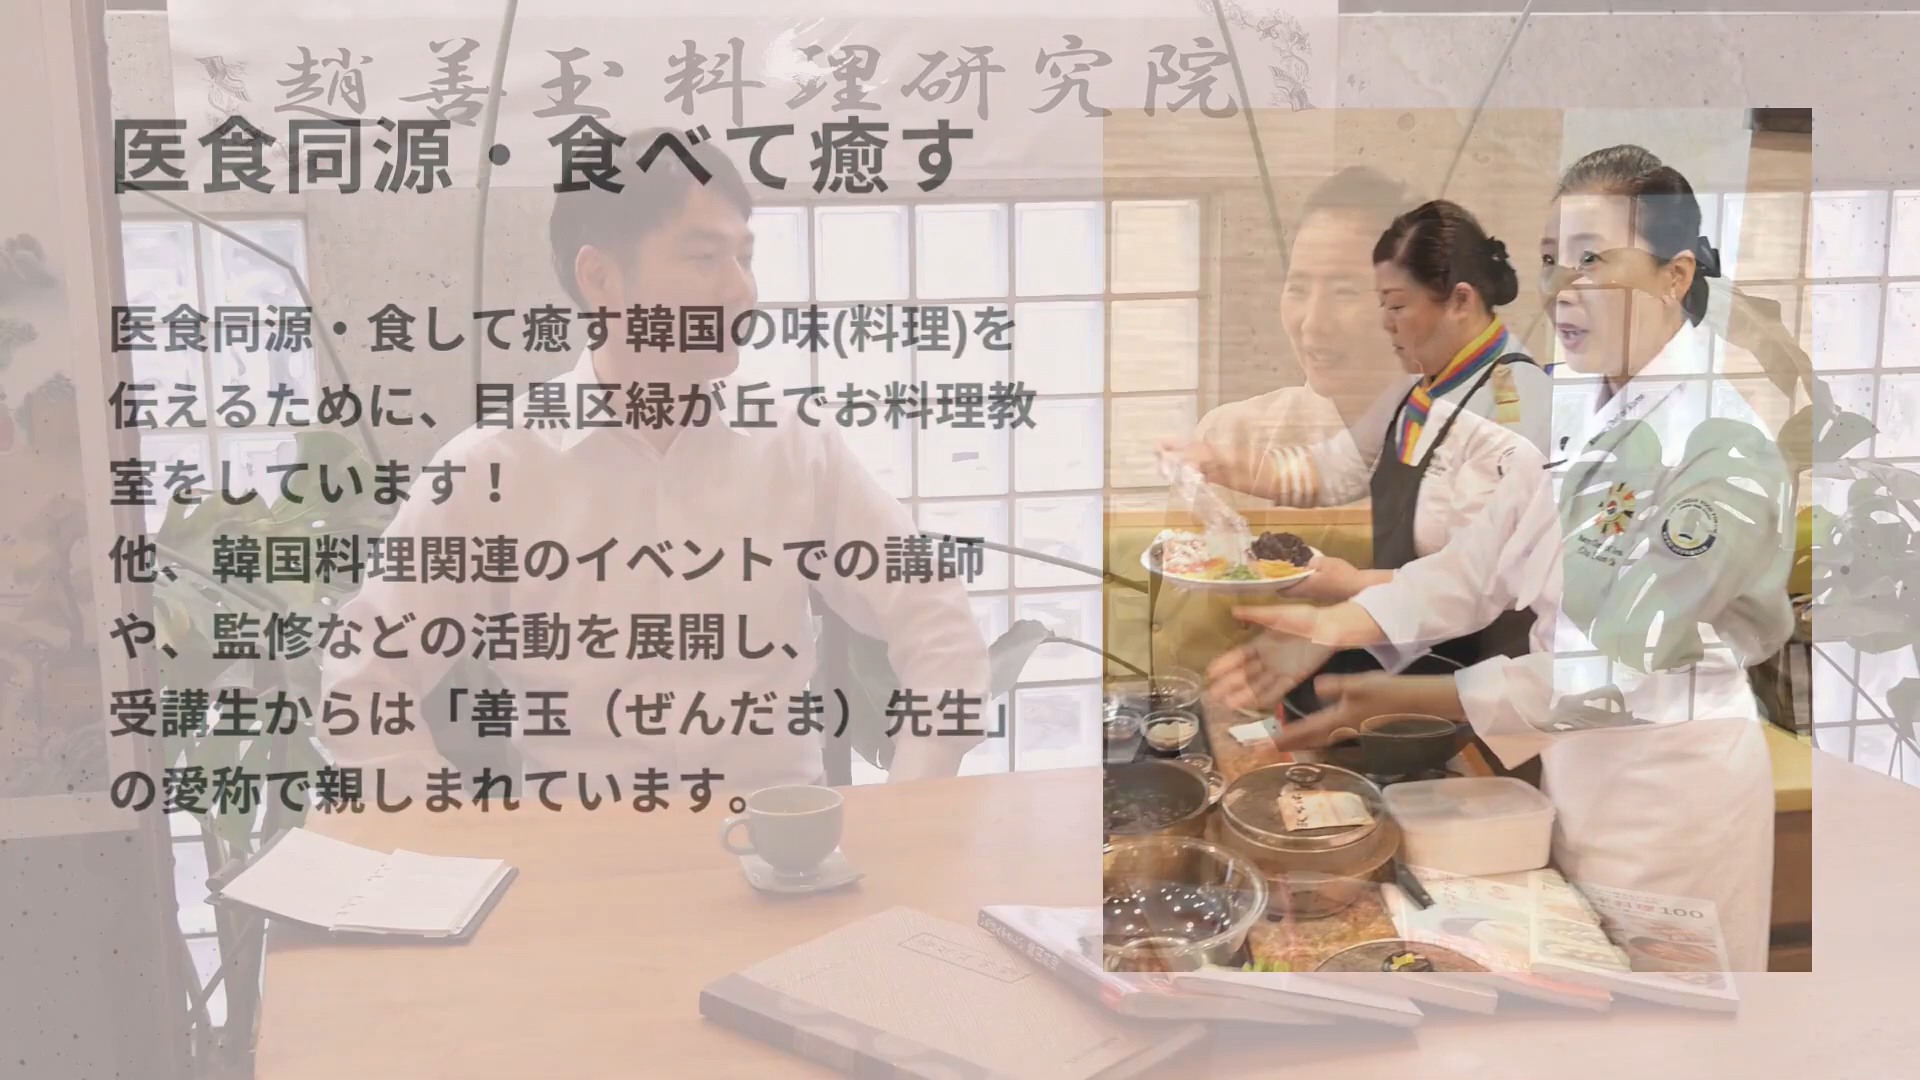 趙善玉料理研究院
医食同源・食べて癒す
医食同源・食して癒す韓国の味(料理)を
伝えるために、目黒区緑が丘でお料理教
室をしています！
他、韓国料理関連のイベントでの講師
や、監修などの活動を展開し、
受講生からは「善玉（ぜんだま）先生」
の愛称で親しまれています。
100